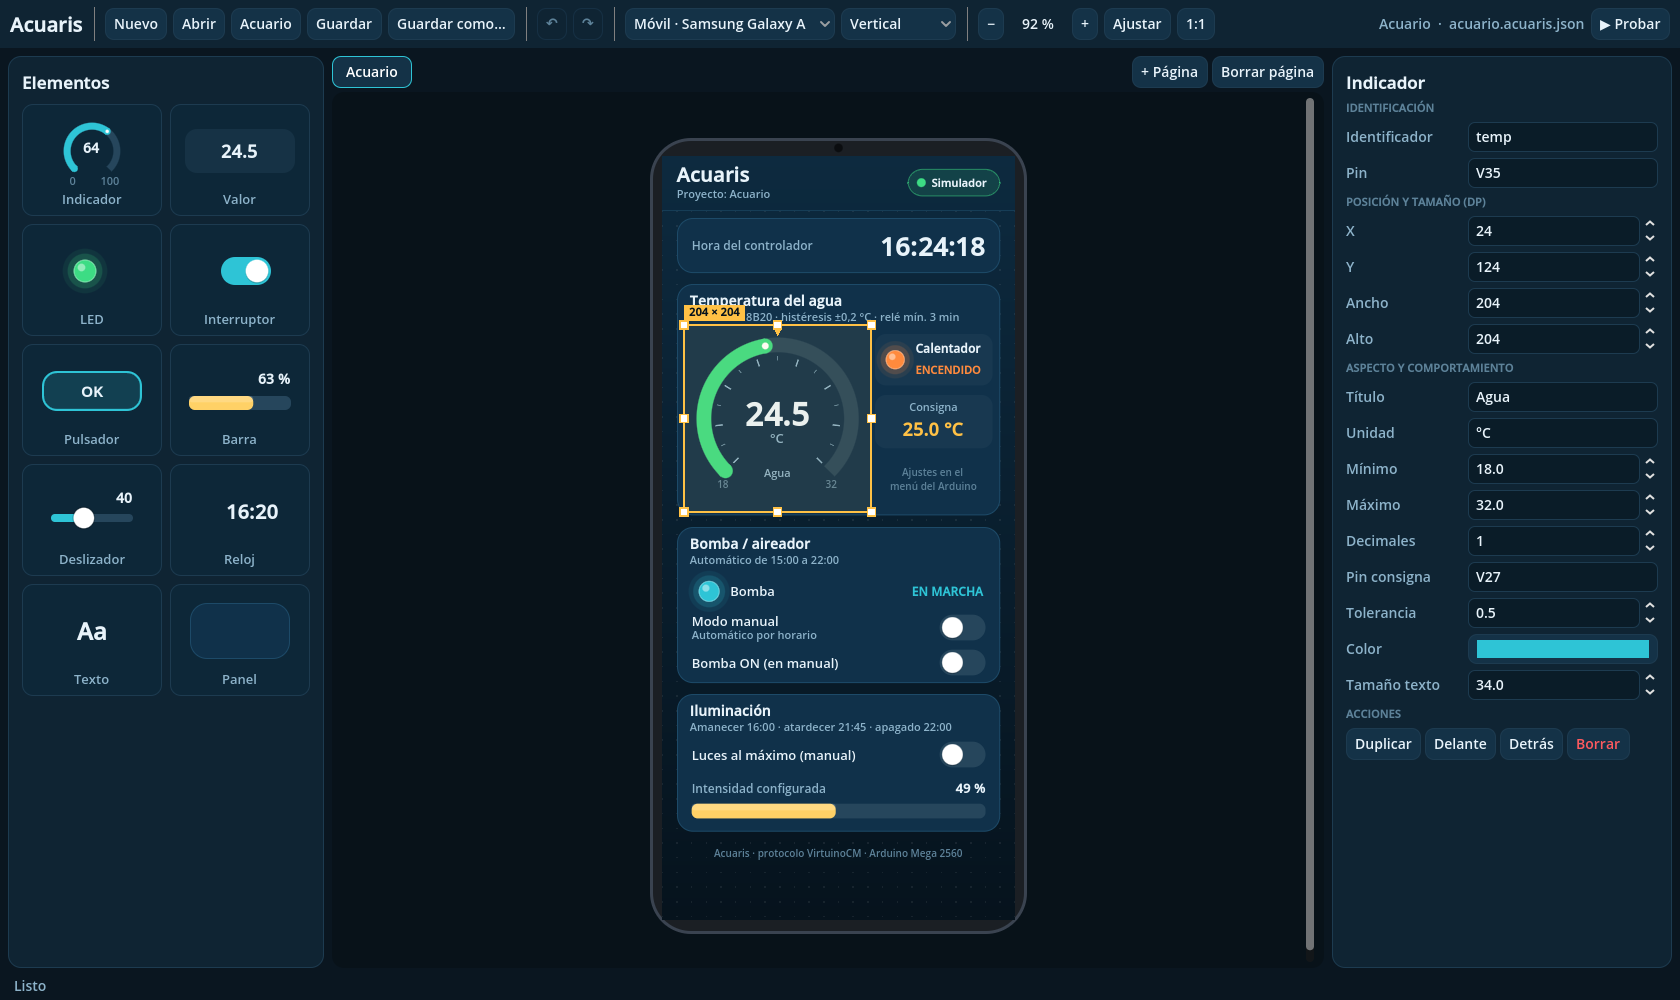 Acuaris
Nuevo
Abrir
Acuario
Guardar
Guardar como...
Móvil · Samsung Galaxy A
Vertical
−
92 %
+
Ajustar
1:1
Acuario · acuario.acuaris.json
▶ Probar
Elementos
64
0 100
Indicador
24.5
Valor
LED
Interruptor
OK
Pulsador
63 %
Barra
40
Deslizador
16:20
Reloj
Aa
Texto
Panel
Acuario
+ Página
Borrar página
Acuaris
Proyecto: Acuario
Simulador
Hora del controlador
16:24:18
Temperatura del agua
204 × 204
8B20 · histéresis ±0,2 °C · relé mín. 3 min
24.5
°C
Agua
18
32
Calentador
ENCENDIDO
Consigna
25.0 °C
Ajustes en el
menú del Arduino
Bomba / aireador
Automático de 15:00 a 22:00
Bomba
EN MARCHA
Modo manual
Automático por horario
Bomba ON (en manual)
Iluminación
Amanecer 16:00 · atardecer 21:45 · apagado 22:00
Luces al máximo (manual)
Intensidad configurada
49 %
Acuaris · protocolo VirtuinoCM · Arduino Mega 2560
Indicador
IDENTIFICACIÓN
Identificador temp
Pin V35
POSICIÓN Y TAMAÑO (DP)
X 24
Y 124
Ancho 204
Alto 204
ASPECTO Y COMPORTAMIENTO
Título Agua
Unidad °C
Mínimo 18.0
Máximo 32.0
Decimales 1
Pin consigna V27
Tolerancia 0.5
Color
Tamaño texto 34.0
ACCIONES
Duplicar
Delante
Detrás
Borrar
Listo